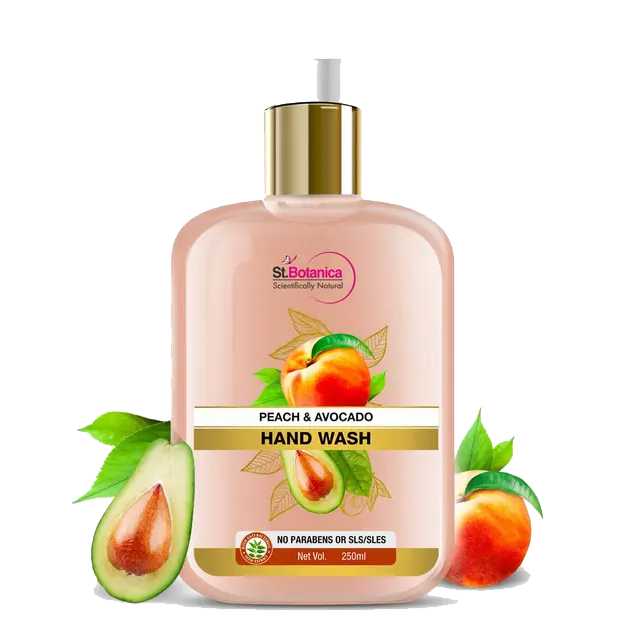 St.Botanica
Scientifically Natural
PEACH & AVOCADO
HAND WASH
NO PARABENS OR SLS/SLES
Net Vol. 250ml